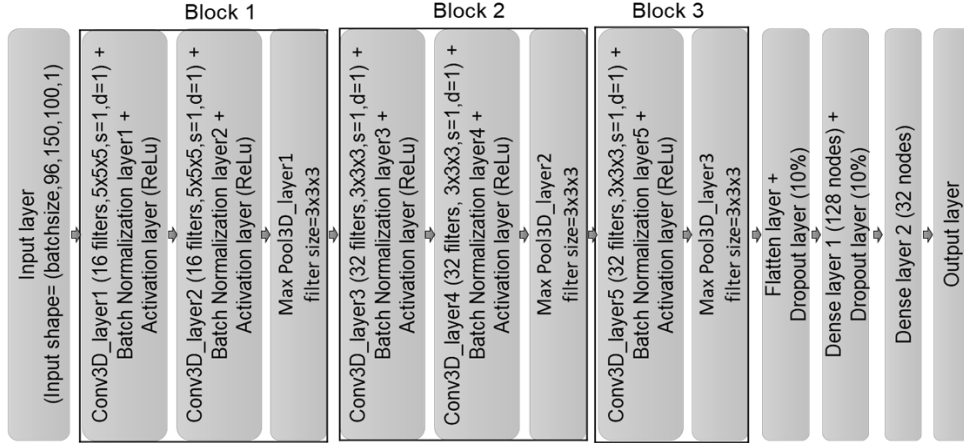 Block 1
Block 2
Block 3
Input layer
(Input shape= (batchsize,96,150,100,1)
Conv3D_layer1 (16 filters,5x5x5,s=1,d=1) +
Batch Normalization layer1 +
Activation layer (ReLu)
Conv3D_layer2 (16 filters,5x5x5,s=1,d=1) +
Batch Normalization layer2 +
Activation layer (ReLu)
Max Pool3D_layer1
filter size=3x3x3
Conv3D_layer3 (32 filters,3x3x3,s=1,d=1) +
Batch Normalization layer3 +
Activation layer (ReLu)
Conv3D_layer4 (32 filters, 3x3x3,s=1,d=1) +
Batch Normalization layer4 +
Activation layer (ReLu)
Max Pool3D_layer2
filter size=3x3x3
Conv3D_layer5 (32 filters,3x3x3,s=1,d=1) +
Batch Normalization layer5 +
Activation layer (ReLu)
Max Pool3D_layer3
filter size=3x3x3
Flatten layer +
Dropout layer (10%)
Dense layer 1 (128 nodes) +
Dropout layer (10%)
Dense layer 2 (32 nodes)
Output layer